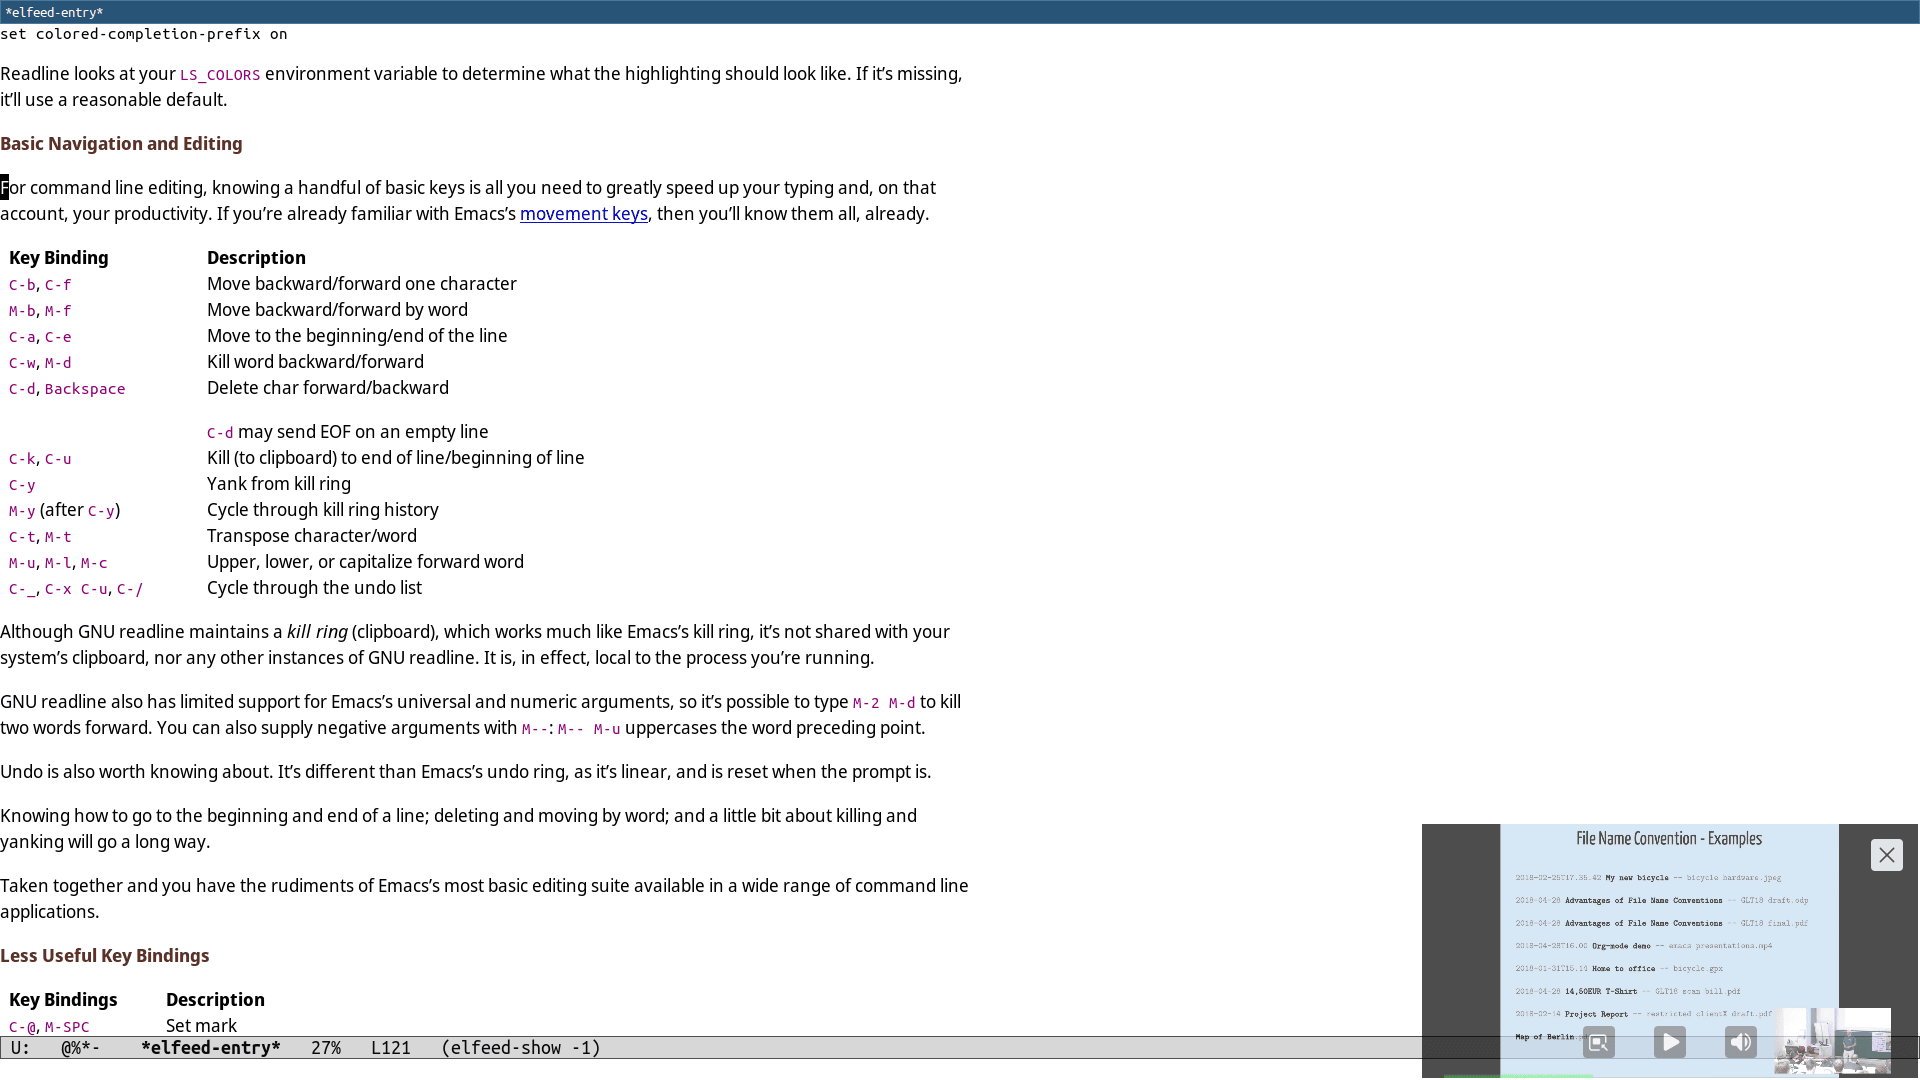 *elfeed-entry*
set colored-completion-prefix on
Readline looks at your LS_COLORS environment variable to determine what the highlighting should look like. If it’s missing,
it’ll use a reasonable default.
Basic Navigation and Editing
For command line editing, knowing a handful of basic keys is all you need to greatly speed up your typing and, on that
account, your productivity. If you’re already familiar with Emacs’s movement keys, then you’ll know them all, already.
Key Binding Description
C-b, C-f Move backward/forward one character
M-b, M-f Move backward/forward by word
C-a, C-e Move to the beginning/end of the line
C-w, M-d Kill word backward/forward
C-d, Backspace Delete char forward/backward
C-d may send EOF on an empty line
C-k, C-u Kill (to clipboard) to end of line/beginning of line
C-y Yank from kill ring
M-y (after C-y) Cycle through kill ring history
C-t, M-t Transpose character/word
M-u, M-l, M-c Upper, lower, or capitalize forward word
C-_, C-x C-u, C-/ Cycle through the undo list
Although GNU readline maintains a kill ring (clipboard), which works much like Emacs’s kill ring, it’s not shared with your
system’s clipboard, nor any other instances of GNU readline. It is, in effect, local to the process you’re running.
GNU readline also has limited support for Emacs’s universal and numeric arguments, so it’s possible to type M-2 M-d to kill
two words forward. You can also supply negative arguments with M--: M-- M-u uppercases the word preceding point.
Undo is also worth knowing about. It’s different than Emacs’s undo ring, as it’s linear, and is reset when the prompt is.
Knowing how to go to the beginning and end of a line; deleting and moving by word; and a little bit about killing and
yanking will go a long way.
Taken together and you have the rudiments of Emacs’s most basic editing suite available in a wide range of command line
applications.
Less Useful Key Bindings
Key Bindings Description
C-@, M-SPC Set mark
U: @%*- *elfeed-entry* 27% L121 (elfeed-show -1)
File Name Convention - Examples
2018-02-25T17.35.42 My new bicycle -- bicycle hardware.jpeg
2018-04-28 Advantages of File Name Conventions -- GLT18 draft.odp
2018-04-28 Advantages of File Name Conventions -- GLT18 final.pdf
2018-04-28T16.00 Org-mode demo -- emacs presentations.mp4
2018-01-31T15.14 Home to office -- bicycle.gpx
2018-04-28 14,50EUR T-Shirt -- GLT18 scan bill.pdf
2018-02-14 Project Report -- restricted clientX draft.pdf
Map of Berlin